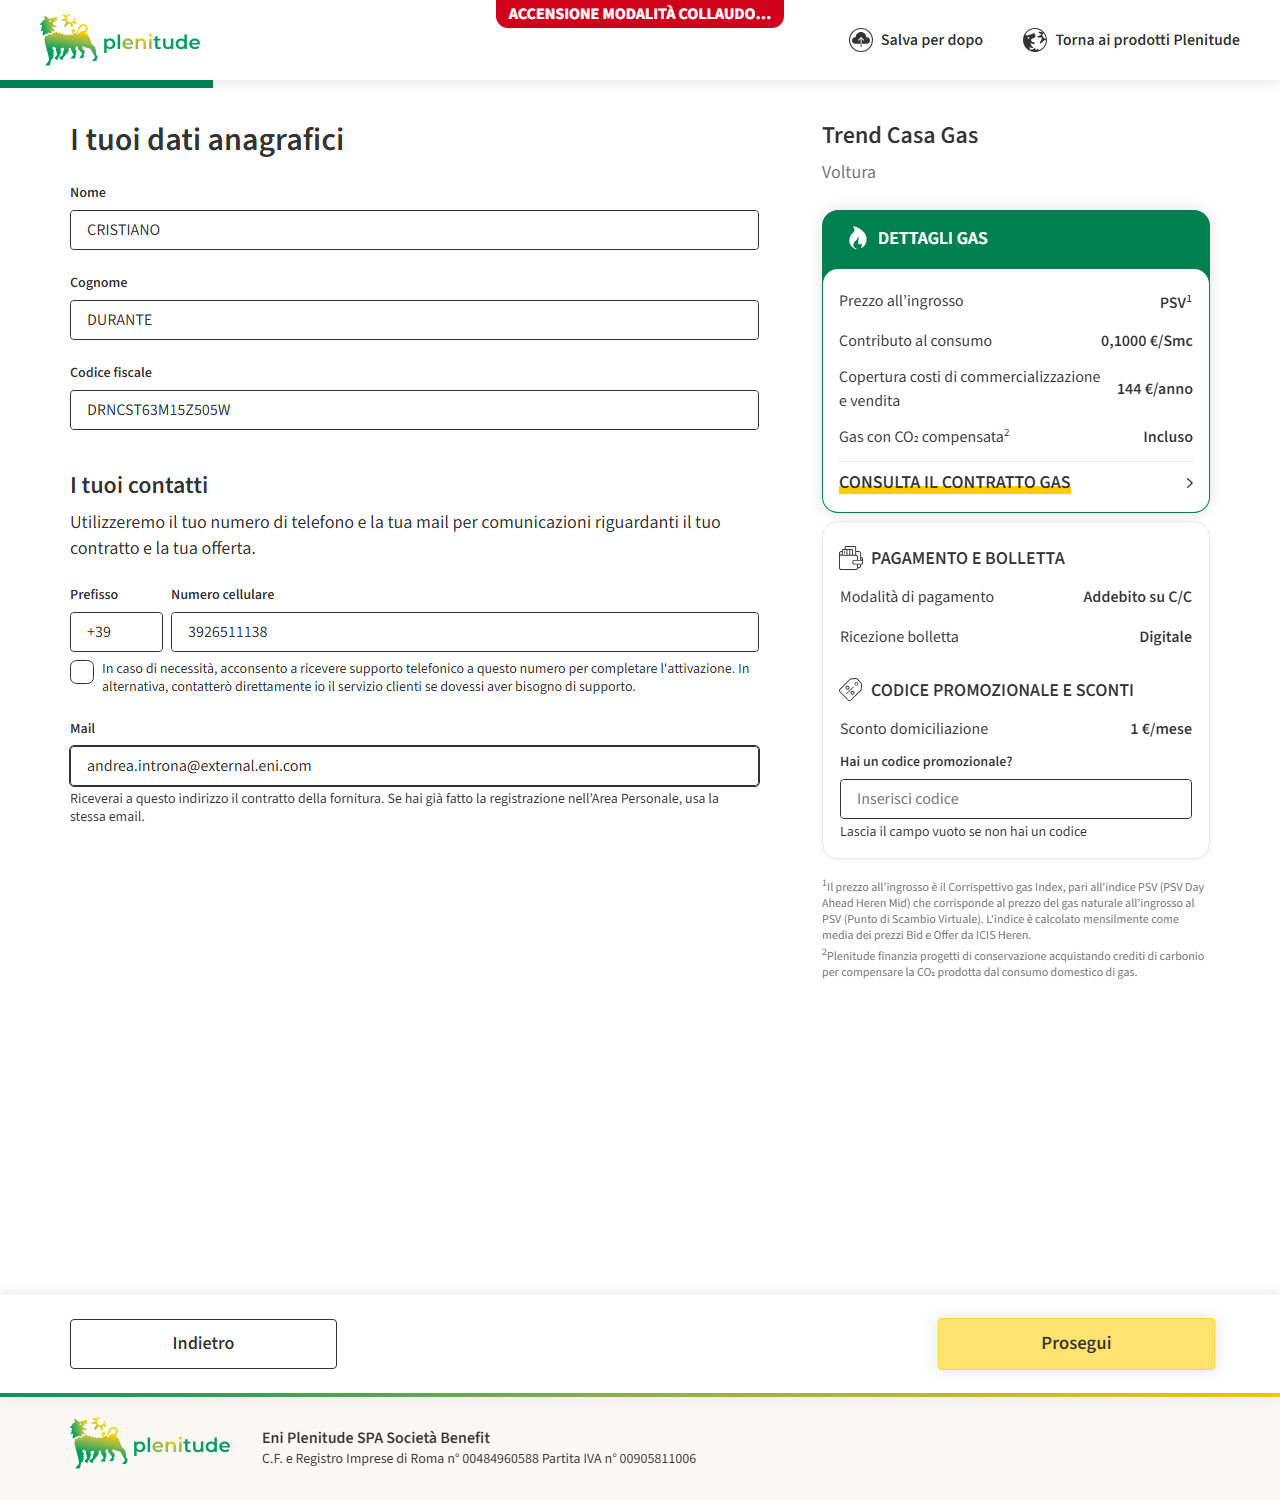 ACCENSIONE MODALITÀ COLLAUDO...
plenitude
Salva per dopo
Torna ai prodotti Plenitude
I tuoi dati anagrafici
Nome
CRISTIANO
Cognome
DURANTE
Codice fiscale
DRNCST63M15Z505W
I tuoi contatti
Utilizzeremo il tuo numero di telefono e la tua mail per comunicazioni riguardanti il tuo
contratto e la tua offerta.
Prefisso
Numero cellulare
+39
3926511138
In caso di necessità, acconsento a ricevere supporto telefonico a questo numero per completare l'attivazione. In
alternativa, contatterò direttamente io il servizio clienti se dovessi aver bisogno di supporto.
Mail
andrea.introna@external.eni.com
Riceverai a questo indirizzo il contratto della fornitura. Se hai già fatto la registrazione nell’Area Personale, usa la
stessa email.
Trend Casa Gas
Voltura
DETTAGLI GAS
Prezzo all’ingrosso PSV¹
Contributo al consumo 0,1000 €/Smc
Copertura costi di commercializzazione
e vendita 144 €/anno
Gas con CO₂ compensata² Incluso
CONSULTA IL CONTRATTO GAS
PAGAMENTO E BOLLETTA
Modalità di pagamento Addebito su C/C
Ricezione bolletta Digitale
CODICE PROMOZIONALE E SCONTI
Sconto domiciliazione 1 €/mese
Hai un codice promozionale?
Inserisci codice
Lascia il campo vuoto se non hai un codice
¹Il prezzo all’ingrosso è il Corrispettivo gas Index, pari all'indice PSV (PSV Day
Ahead Heren Mid) che corrisponde al prezzo del gas naturale all’ingrosso al
PSV (Punto di Scambio Virtuale). L’indice è calcolato mensilmente come
media dei prezzi Bid e Offer da ICIS Heren.
²Plenitude finanzia progetti di conservazione acquistando crediti di carbonio
per compensare la CO₂ prodotta dal consumo domestico di gas.
Indietro
Prosegui
plenitude
Eni Plenitude SPA Società Benefit
C.F. e Registro Imprese di Roma n° 00484960588 Partita IVA n° 00905811006